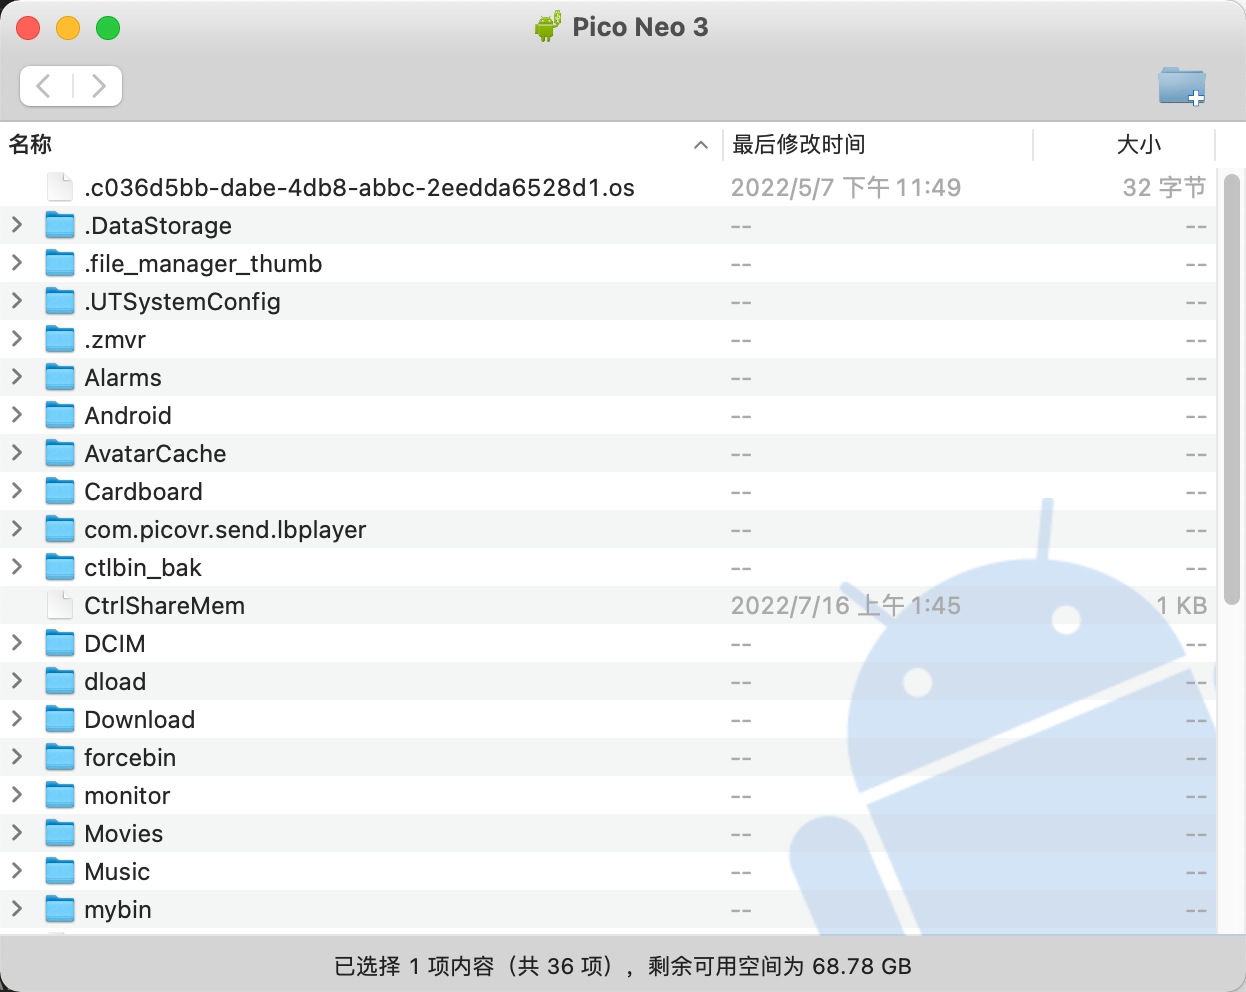 Pico Neo 3
名称 最后修改时间 大小
.c036d5bb-dabe-4db8-abbc-2eedda6528d1.os 2022/5/7 下午 11:49 32 字节
.DataStorage -- --
.file_manager_thumb -- --
.UTSystemConfig -- --
.zmvr -- --
Alarms -- --
Android -- --
AvatarCache -- --
Cardboard -- --
com.picovr.send.lbplayer -- --
ctlbin_bak -- --
CtrlShareMem 2022/7/16 上午 1:45 1 KB
DCIM -- --
dload -- --
Download -- --
forcebin -- --
monitor -- --
Movies -- --
Music -- --
mybin -- --
已选择 1 项内容（共 36 项），剩余可用空间为 68.78 GB